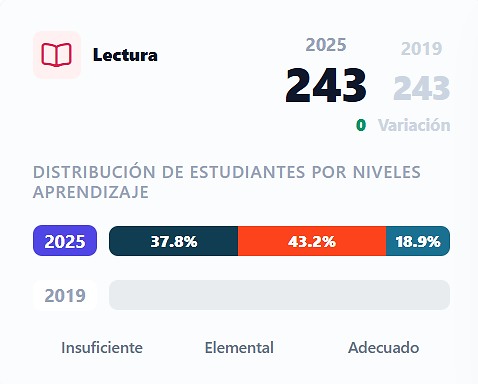 Lectura
2025
2019
243
243
0 Variación
DISTRIBUCIÓN DE ESTUDIANTES POR NIVELES
APRENDIZAJE
2025 37.8% 43.2% 18.9%
2019
Insuficiente Elemental Adecuado